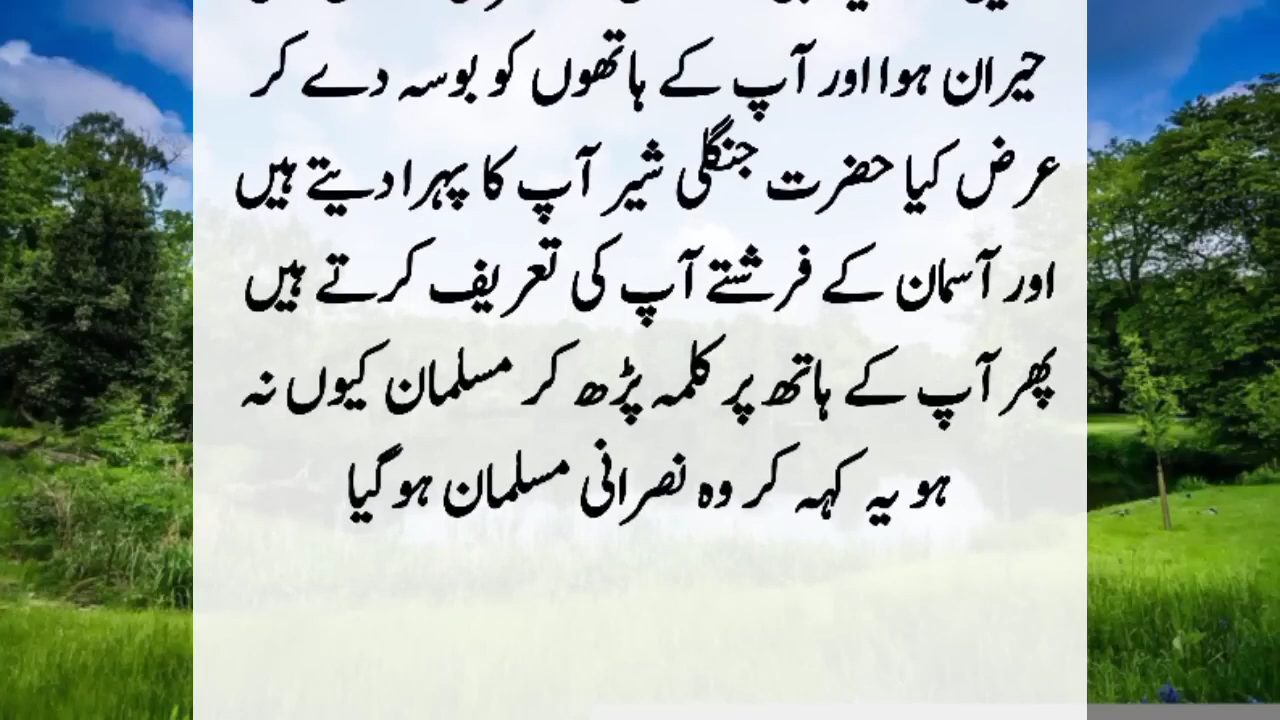 حیران ہوا اور آپ کے ہاتھوں کو بوسہ دے کر
عرض کیا حضرت جنگلی شیر آپ کا پہرا دیتے ہیں
اور آسمان کے فرشتے آپ کی تعریف کرتے ہیں
پھر آپ کے ہاتھ پر کلمہ پڑھ کر مسلمان کیوں نہ
ہو یہ کہہ کر وہ نصرانی مسلمان ہو گیا